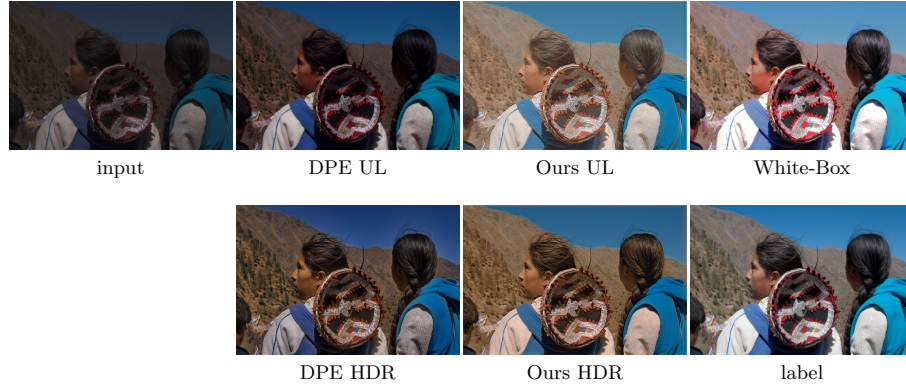 input
DPE UL
Ours UL
White-Box
DPE HDR
Ours HDR
label